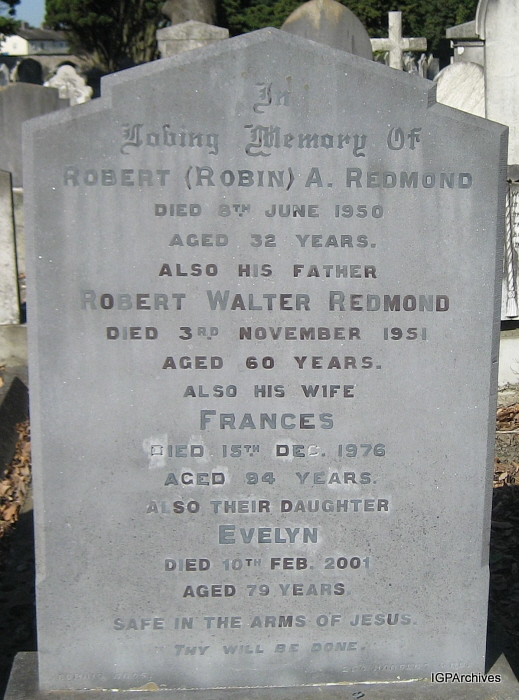 In
Loving Memory Of
ROBERT (ROBIN) A. REDMOND
DIED 8TH JUNE 1950
AGED 32 YEARS.
ALSO HIS FATHER
ROBERT WALTER REDMOND
DIED 3RD NOVEMBER 1951
AGED 60 YEARS.
ALSO HIS WIFE
FRANCES
DIED 15TH DEC. 1976
AGED 94 YEARS.
ALSO THEIR DAUGHTER
EVELYN
DIED 10TH FEB. 2001
AGED 79 YEARS.
SAFE IN THE ARMS OF JESUS.
THY WILL BE DONE.
IGPArchives